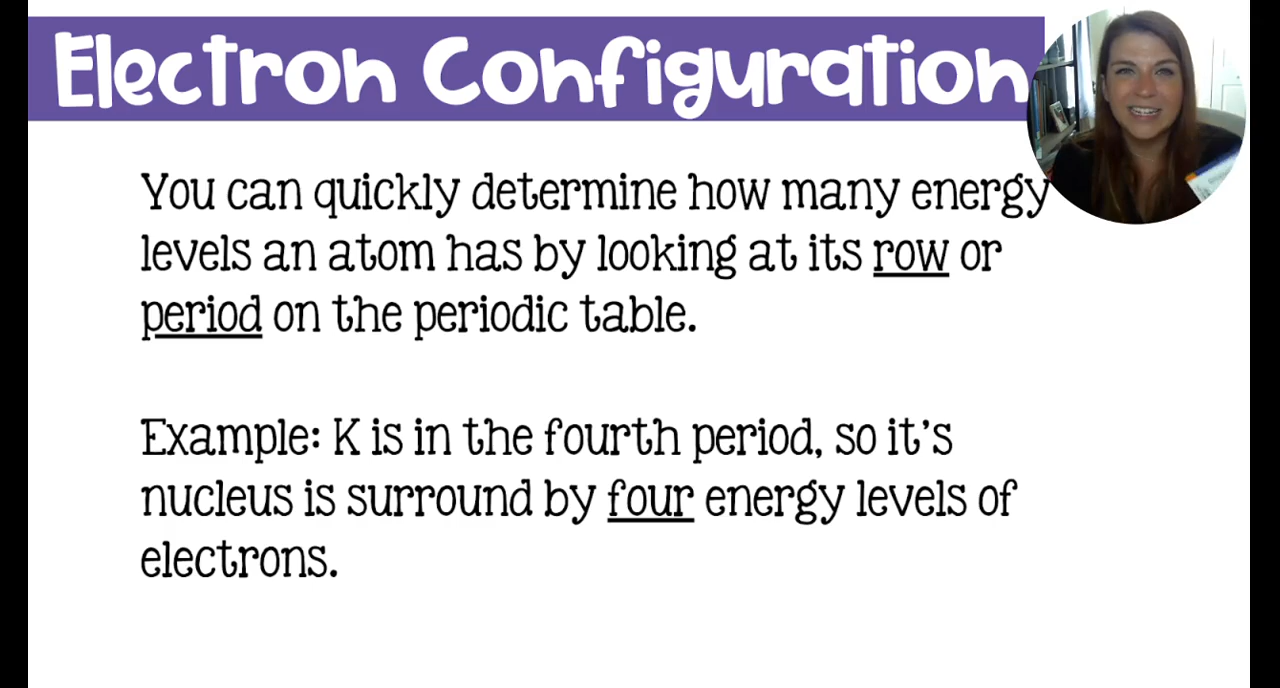 Electron Configuration
You can quickly determine how many energy
levels an atom has by looking at its row or
period on the periodic table.
Example: K is in the fourth period, so it's
nucleus is surround by four energy levels of
electrons.